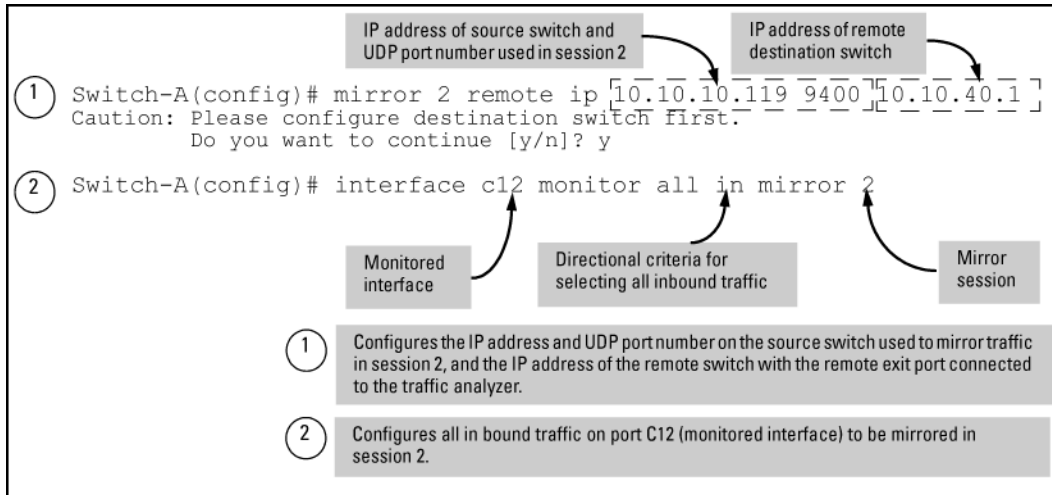 IP address of source switch and
UDP port number used in session 2
IP address of remote
destination switch
1
Switch-A(config)# mirror 2 remote ip 10.10.10.119 9400 10.10.40.1
Caution: Please configure destination switch first.
Do you want to continue [y/n]? y
2
Switch-A(config)# interface c12 monitor all in mirror 2
Monitored
interface
Directional criteria for
selecting all inbound traffic
Mirror
session
1
Configures the IP address and UDP port number on the source switch used to mirror traffic
in session 2, and the IP address of the remote switch with the remote exit port connected
to the traffic analyzer.
2
Configures all in bound traffic on port C12 (monitored interface) to be mirrored in
session 2.